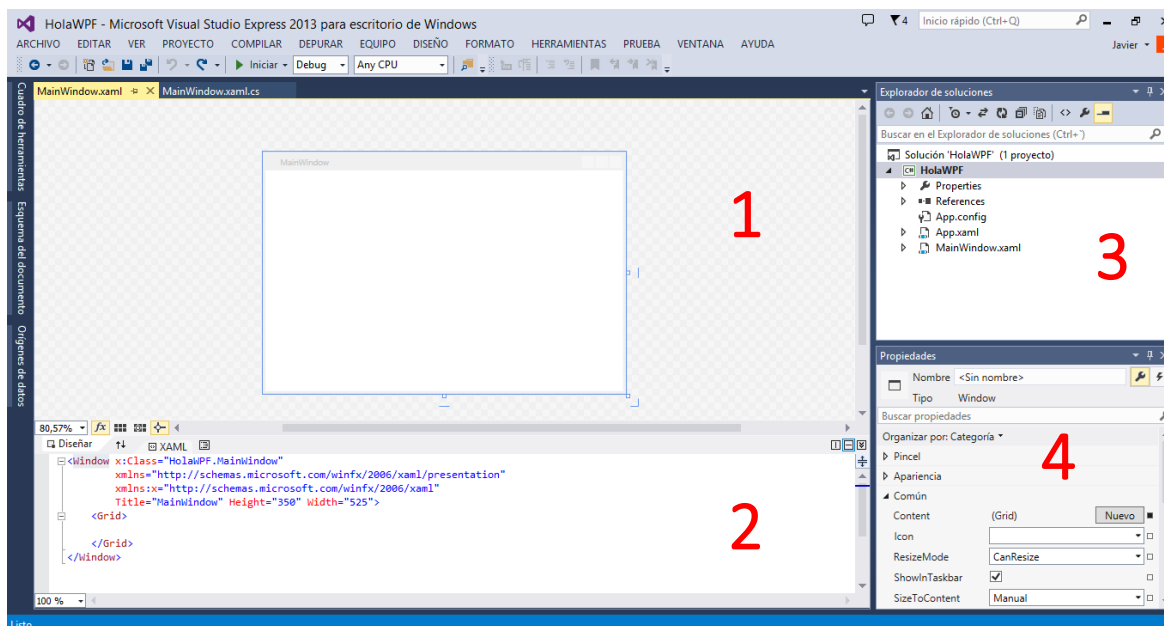 HolaWPF - Microsoft Visual Studio Express 2013 para escritorio de Windows
4
Inicio rápido (Ctrl+Q)
ARCHIVO EDITAR VER PROYECTO COMPILAR DEPURAR EQUIPO DISEÑO FORMATO HERRAMIENTAS PRUEBA VENTANA AYUDA
Javier
Iniciar
Debug
Any CPU
Cuadro de herramientas
Esquema del documento
Orígenes de datos
MainWindow.xaml
MainWindow.xaml.cs
MainWindow
1
80,57%
fx
Diseñar
XAML
<Window x:Class="HolaWPF.MainWindow"
xmlns="http://schemas.microsoft.com/winfx/2006/xaml/presentation"
xmlns:x="http://schemas.microsoft.com/winfx/2006/xaml"
Title="MainWindow" Height="350" Width="525">
<Grid>
</Grid>
</Window>
2
100 %
Explorador de soluciones
Buscar en el Explorador de soluciones (Ctrl+¨)
Solución 'HolaWPF' (1 proyecto)
C# HolaWPF
Properties
References
App.config
App.xaml
MainWindow.xaml
3
Propiedades
Nombre <Sin nombre>
Tipo Window
Buscar propiedades
Organizar por: Categoría
Pincel
Apariencia
Común
Content (Grid) Nuevo
Icon
ResizeMode CanResize
ShowInTaskbar
SizeToContent Manual
4
Listo